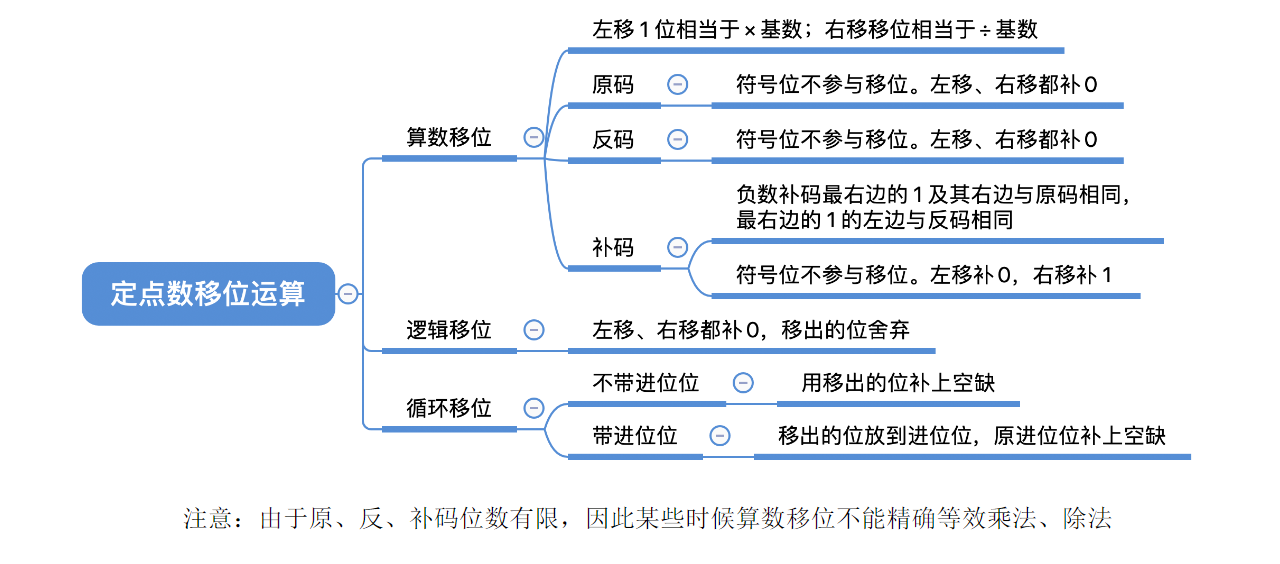 左移1位相当于×基数；右移移位相当于÷基数
原码
符号位不参与移位。左移、右移都补0
算数移位
反码
符号位不参与移位。左移、右移都补0
负数补码最右边的1及其右边与原码相同，
最右边的1的左边与反码相同
补码
符号位不参与移位。左移补0，右移补1
定点数移位运算
逻辑移位
左移、右移都补0，移出的位舍弃
不带进位位
用移出的位补上空缺
循环移位
带进位位
移出的位放到进位位，原进位位补上空缺
注意：由于原、反、补码位数有限，因此某些时候算数移位不能精确等效乘法、除法